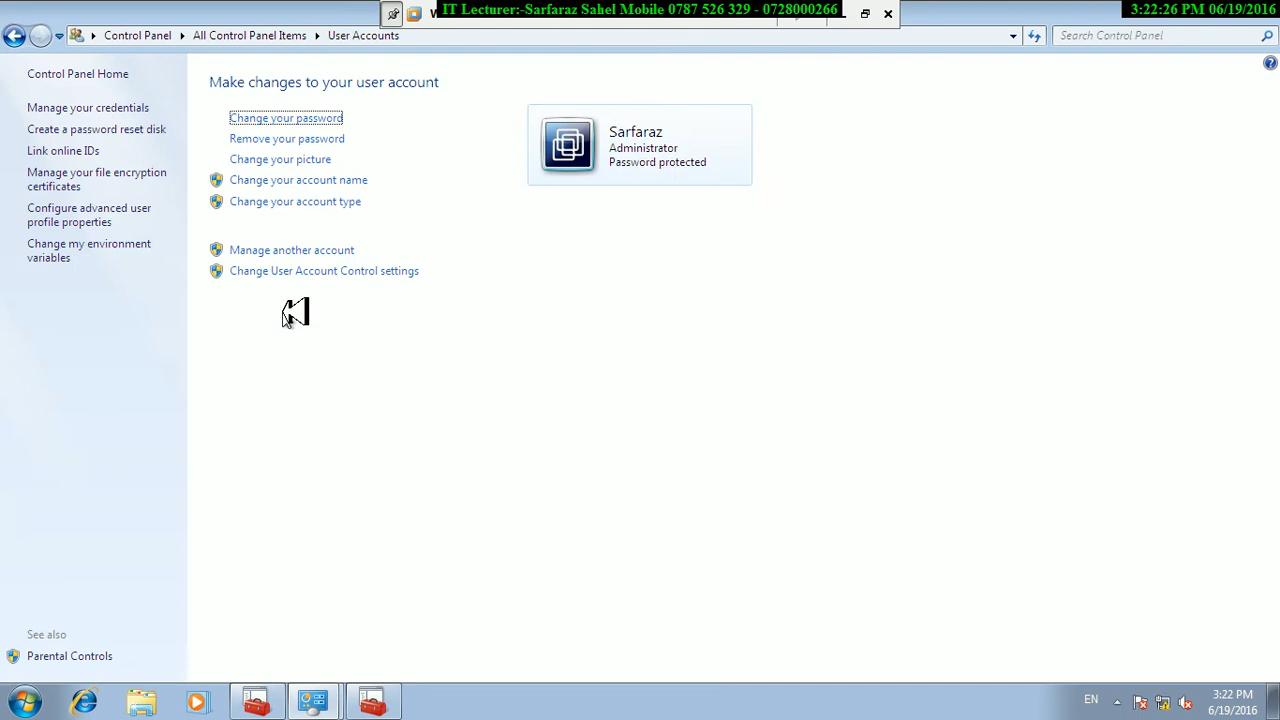 IT Lecturer:-Sarfaraz Sahel Mobile 0787 526 329 - 0728000266
3:22:26 PM 06/19/2016
Control Panel
All Control Panel Items
User Accounts
Search Control Panel
Control Panel Home
Manage your credentials
Create a password reset disk
Link online IDs
Manage your file encryption
certificates
Configure advanced user
profile properties
Change my environment
variables
See also
Parental Controls
Make changes to your user account
Change your password
Remove your password
Change your picture
Change your account name
Change your account type
Manage another account
Change User Account Control settings
Sarfaraz
Administrator
Password protected
EN
3:22 PM
6/19/2016